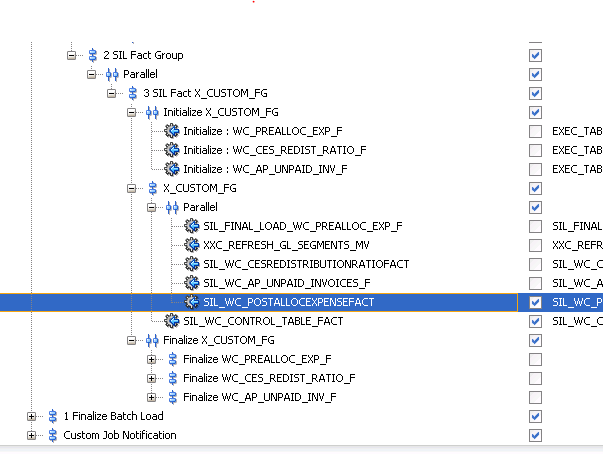 2 SIL Fact Group
Parallel
3 SIL Fact X_CUSTOM_FG
Initialize X_CUSTOM_FG
Initialize : WC_PREALLOC_EXP_F EXEC_TAB
Initialize : WC_CES_REDIST_RATIO_F EXEC_TAB
Initialize : WC_AP_UNPAID_INV_F EXEC_TAB
X_CUSTOM_FG
Parallel
SIL_FINAL_LOAD_WC_PREALLOC_EXP_F SIL_FINA
XXC_REFRESH_GL_SEGMENTS_MV XXC_REFR
SIL_WC_CESREDISTRIBUTIONRATIOFACT SIL_WC_C
SIL_WC_AP_UNPAID_INVOICES_F SIL_WC_A
SIL_WC_POSTALLOCEXPENSEFACT SIL_WC_P
SIL_WC_CONTROL_TABLE_FACT SIL_WC_C
Finalize X_CUSTOM_FG
Finalize WC_PREALLOC_EXP_F
Finalize WC_CES_REDIST_RATIO_F
Finalize WC_AP_UNPAID_INV_F
1 Finalize Batch Load
Custom Job Notification